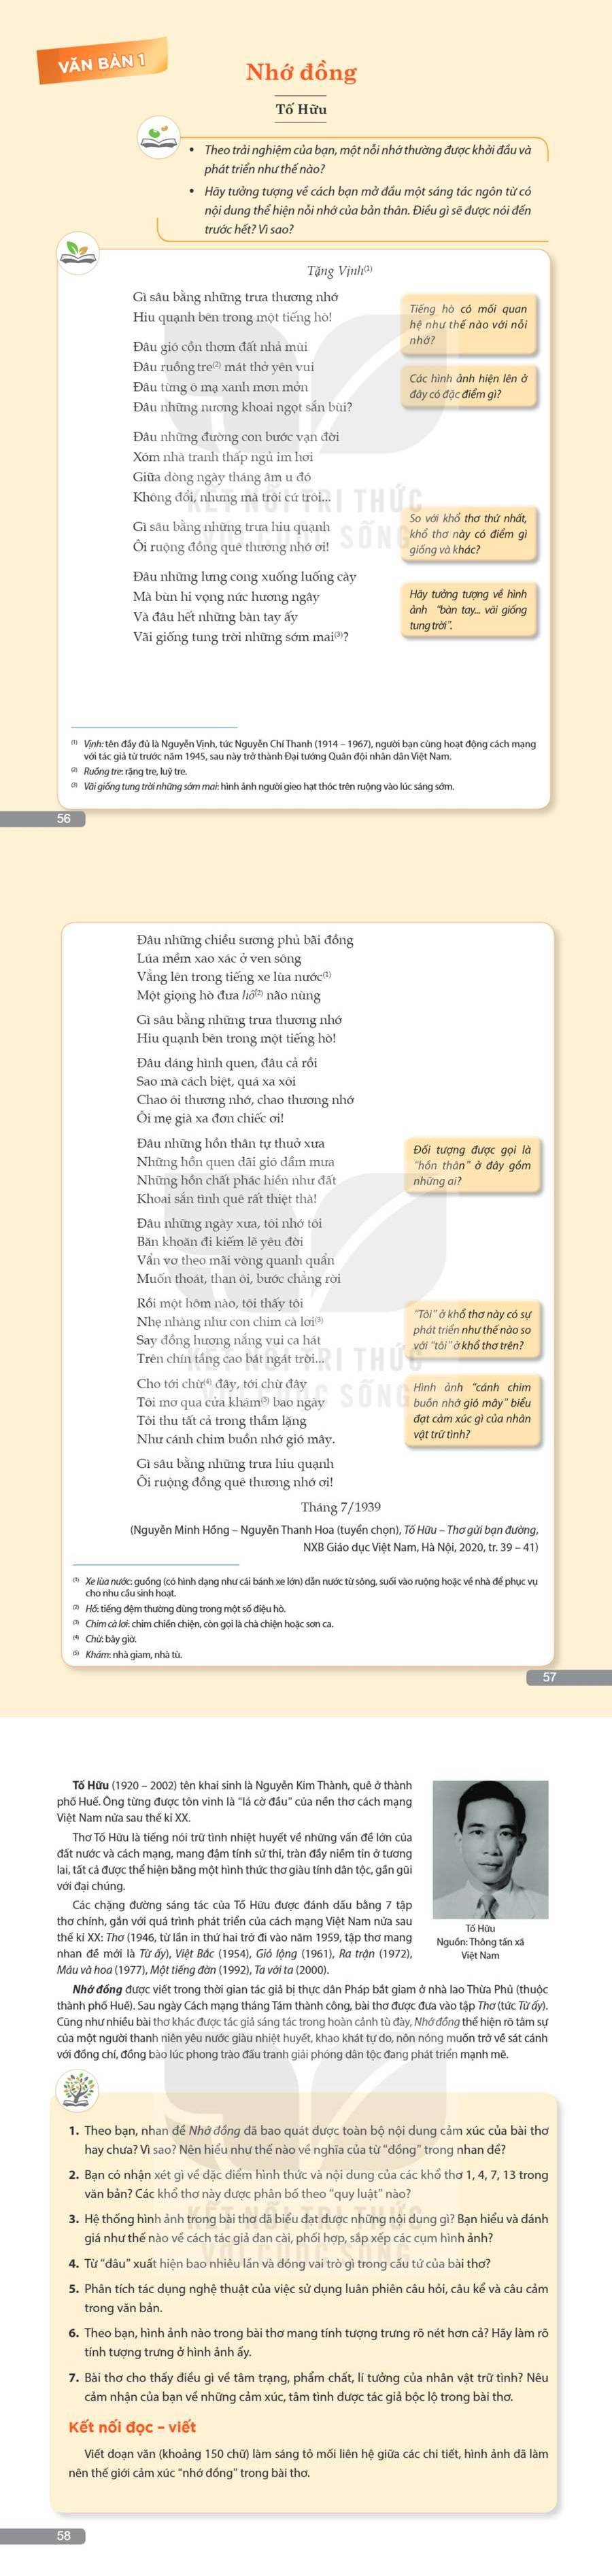 VĂN BẢN 1
Nhớ đồng
Tố Hữu
• Theo trải nghiệm của bạn, một nỗi nhớ thường được khởi đầu và
phát triển như thế nào?
• Hãy tưởng tượng về cách bạn mở đầu một sáng tác ngôn từ có
nội dung thể hiện nỗi nhớ của bản thân. Điều gì sẽ được nói đến
trước hết? Vì sao?
Tặng Vịnh(1)
Gì sâu bằng những trưa thương nhớ
Hiu quạnh bên trong một tiếng hò!
Tiếng hò có mối quan
hệ như thế nào với nỗi
nhớ?
Đâu gió cồn thơm đất nhả mùi
Đâu ruồng tre(2) mát thở yên vui
Đâu từng ô mạ xanh mơn mởn
Đâu những nương khoai ngọt sắn bùi?
Các hình ảnh hiện lên ở
đây có đặc điểm gì?
Đâu những đường con bước vạn đời
Xóm nhà tranh thấp ngủ im hơi
Giữa dòng ngày tháng âm u đó
Không đổi, nhưng mà trôi cứ trôi...
Gì sâu bằng những trưa hiu quạnh
Ôi ruộng đồng quê thương nhớ ơi!
So với khổ thơ thứ nhất,
khổ thơ này có điểm gì
giống và khác?
Đâu những lưng cong xuống luống cày
Mà bùn hi vọng nức hương ngây
Và đâu hết những bàn tay ấy
Vãi giống tung trời những sớm mai(3)?
Hãy tưởng tượng về hình
ảnh "bàn tay... vãi giống
tung trời".
(1) Vịnh: tên đầy đủ là Nguyễn Vịnh, tức Nguyễn Chí Thanh (1914 – 1967), người bạn cùng hoạt động cách mạng
với tác giả từ trước năm 1945, sau này trở thành Đại tướng Quân đội nhân dân Việt Nam.
(2) Ruồng tre: rặng tre, luỹ tre.
(3) Vãi giống tung trời những sớm mai: hình ảnh người gieo hạt thóc trên ruộng vào lúc sáng sớm.
56
Đâu những chiều sương phủ bãi đồng
Lúa mềm xao xác ở ven sông
Vẳng lên trong tiếng xe lùa nước(1)
Một giọng hò đưa hố(2) não nùng
Gì sâu bằng những trưa thương nhớ
Hiu quạnh bên trong một tiếng hò!
Đâu dáng hình quen, đâu cả rồi
Sao mà cách biệt, quá xa xôi
Chao ôi thương nhớ, chao thương nhớ
Ôi mẹ già xa đơn chiếc ơi!
Đâu những hồn thân tự thuở xưa
Những hồn quen dãi gió dầm mưa
Những hồn chất phác hiền như đất
Khoai sắn tình quê rất thiệt thà!
Đối tượng được gọi là
"hồn thân" ở đây gồm
những ai?
Đâu những ngày xưa, tôi nhớ tôi
Băn khoăn đi kiếm lẽ yêu đời
Vẩn vơ theo mãi vòng quanh quẩn
Muốn thoát, than ôi, bước chẳng rời
Rồi một hôm nào, tôi thấy tôi
Nhẹ nhàng như con chim cà lơi(3)
Say đồng hương nắng vui ca hát
Trên chín tầng cao bát ngát trời...
"Tôi" ở khổ thơ này có sự
phát triển như thế nào so
với "tôi" ở khổ thơ trên?
Cho tới chừ(4) đây, tới chừ đây
Tôi mơ qua cửa khám(5) bao ngày
Tôi thu tất cả trong thầm lặng
Như cánh chim buồn nhớ gió mây.
Hình ảnh "cánh chim
buồn nhớ gió mây" biểu
đạt cảm xúc gì của nhân
vật trữ tình?
Gì sâu bằng những trưa hiu quạnh
Ôi ruộng đồng quê thương nhớ ơi!
Tháng 7/1939
(Nguyễn Minh Hồng – Nguyễn Thanh Hoa (tuyển chọn), Tố Hữu – Thơ gửi bạn đường,
NXB Giáo dục Việt Nam, Hà Nội, 2020, tr. 39 – 41)
(1) Xe lùa nước: guồng (có hình dạng như cái bánh xe lớn) dẫn nước từ sông, suối vào ruộng hoặc về nhà để phục vụ
cho nhu cầu sinh hoạt.
(2) Hố: tiếng đệm thường dùng trong một số điệu hò.
(3) Chim cà lơi: chim chiền chiện, còn gọi là chà chiện hoặc sơn ca.
(4) Chừ: bây giờ.
(5) Khám: nhà giam, nhà tù.
57
Tố Hữu (1920 – 2002) tên khai sinh là Nguyễn Kim Thành, quê ở thành
phố Huế. Ông từng được tôn vinh là "lá cờ đầu" của nền thơ cách mạng
Việt Nam nửa sau thế kỉ XX.
Thơ Tố Hữu là tiếng nói trữ tình nhiệt huyết về những vấn đề lớn của
đất nước và cách mạng, mang đậm tính sử thi, tràn đầy niềm tin ở tương
lai, tất cả được thể hiện bằng một hình thức thơ giàu tính dân tộc, gần gũi
với đại chúng.
Các chặng đường sáng tác của Tố Hữu được đánh dấu bằng 7 tập
thơ chính, gắn với quá trình phát triển của cách mạng Việt Nam nửa sau
thế kỉ XX: Thơ (1946, từ lần in thứ hai trở đi vào năm 1959, tập thơ mang
nhan đề mới là Từ ấy), Việt Bắc (1954), Gió lộng (1961), Ra trận (1972),
Máu và hoa (1977), Một tiếng đờn (1992), Ta với ta (2000).
Tố Hữu
Nguồn: Thông tấn xã
Việt Nam
Nhớ đồng được viết trong thời gian tác giả bị thực dân Pháp bắt giam ở nhà lao Thừa Phủ (thuộc
thành phố Huế). Sau ngày Cách mạng tháng Tám thành công, bài thơ được đưa vào tập Thơ (tức Từ ấy).
Cũng như nhiều bài thơ khác được tác giả sáng tác trong hoàn cảnh tù đày, Nhớ đồng thể hiện rõ tâm sự
của một người thanh niên yêu nước giàu nhiệt huyết, khao khát tự do, nôn nóng muốn trở về sát cánh
với đồng chí, đồng bào lúc phong trào đấu tranh giải phóng dân tộc đang phát triển mạnh mẽ.
1. Theo bạn, nhan đề Nhớ đồng đã bao quát được toàn bộ nội dung cảm xúc của bài thơ
hay chưa? Vì sao? Nên hiểu như thế nào về nghĩa của từ "đồng" trong nhan đề?
2. Bạn có nhận xét gì về đặc điểm hình thức và nội dung của các khổ thơ 1, 4, 7, 13 trong
văn bản? Các khổ thơ này được phân bố theo "quy luật" nào?
3. Hệ thống hình ảnh trong bài thơ đã biểu đạt được những nội dung gì? Bạn hiểu và đánh
giá như thế nào về cách tác giả đan cài, phối hợp, sắp xếp các cụm hình ảnh?
4. Từ "đâu" xuất hiện bao nhiêu lần và đóng vai trò gì trong cấu tứ của bài thơ?
5. Phân tích tác dụng nghệ thuật của việc sử dụng luân phiên câu hỏi, câu kể và câu cảm
trong văn bản.
6. Theo bạn, hình ảnh nào trong bài thơ mang tính tượng trưng rõ nét hơn cả? Hãy làm rõ
tính tượng trưng ở hình ảnh ấy.
7. Bài thơ cho thấy điều gì về tâm trạng, phẩm chất, lí tưởng của nhân vật trữ tình? Nêu
cảm nhận của bạn về những cảm xúc, tâm tình được tác giả bộc lộ trong bài thơ.
Kết nối đọc – viết
Viết đoạn văn (khoảng 150 chữ) làm sáng tỏ mối liên hệ giữa các chi tiết, hình ảnh đã làm
nên thế giới cảm xúc "nhớ đồng" trong bài thơ.
58
KẾT NỐI TRI THỨC
VỚI CUỘC SỐNG
KẾT NỐI TRI THỨC
VỚI CUỘC SỐNG
KẾT NỐI TRI THỨC
VỚI CUỘC SỐNG